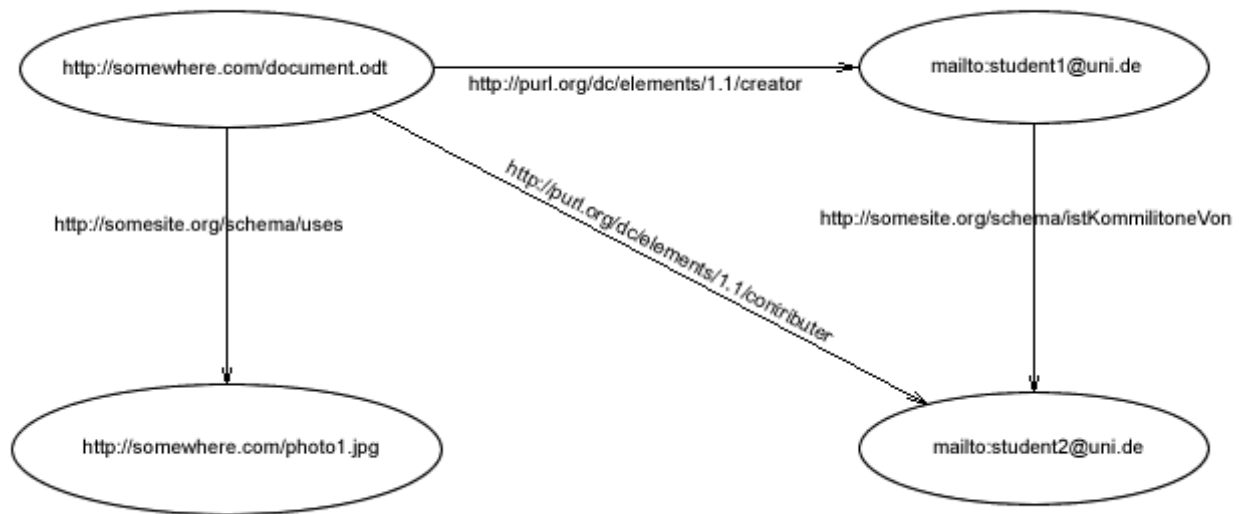 http://somewhere.com/document.odt
mailto:student1@uni.de
http://purl.org/dc/elements/1.1/creator
http://purl.org/dc/elements/1.1/contributer
http://somesite.org/schema/uses
http://somesite.org/schema/istKommilitoneVon
http://somewhere.com/photo1.jpg
mailto:student2@uni.de